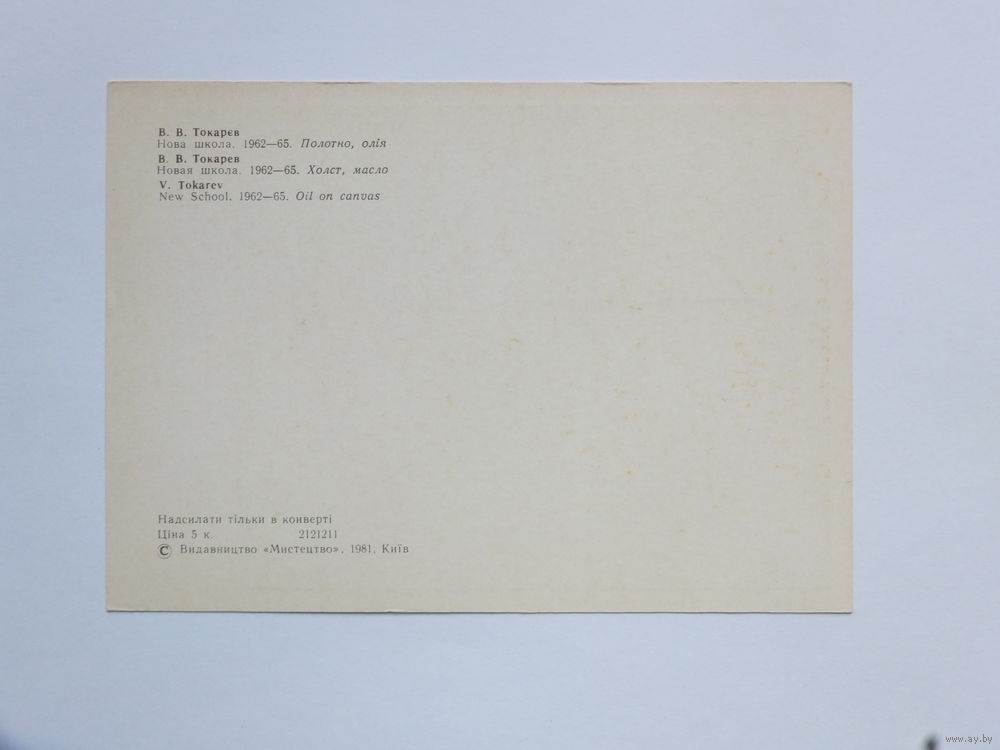 В. В. Токарєв
Нова школа. 1962—65. Полотно, олія
В. В. Токарев
Новая школа. 1962—65. Холст, масло
V. Tokarev
New School. 1962—65. Oil on canvas
Надсилати тільки в конверті
Ціна 5 к. 2121211
© Видавництво «Мистецтво», 1981, Київ
www.ay.by